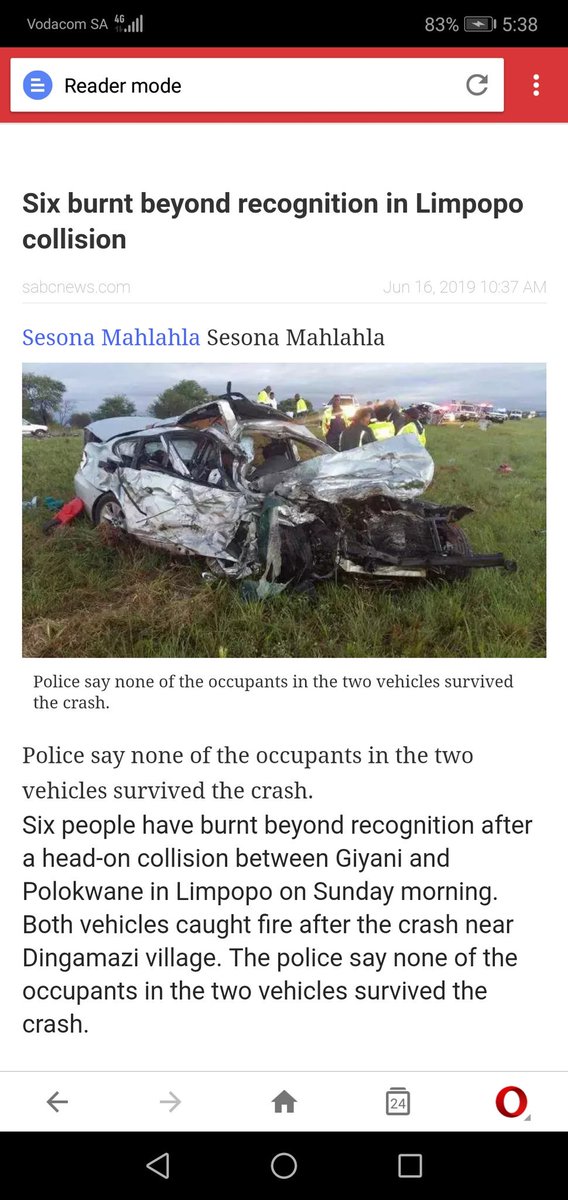 Vodacom SA 4G 83% 5:38
Reader mode
Six burnt beyond recognition in Limpopo
collision
sabcnews.com Jun 16, 2019 10:37 AM
Sesona Mahlahla Sesona Mahlahla
Police say none of the occupants in the two vehicles survived
the crash.
Police say none of the occupants in the two
vehicles survived the crash.
Six people have burnt beyond recognition after
a head-on collision between Giyani and
Polokwane in Limpopo on Sunday morning.
Both vehicles caught fire after the crash near
Dingamazi village. The police say none of the
occupants in the two vehicles survived the
crash.
24